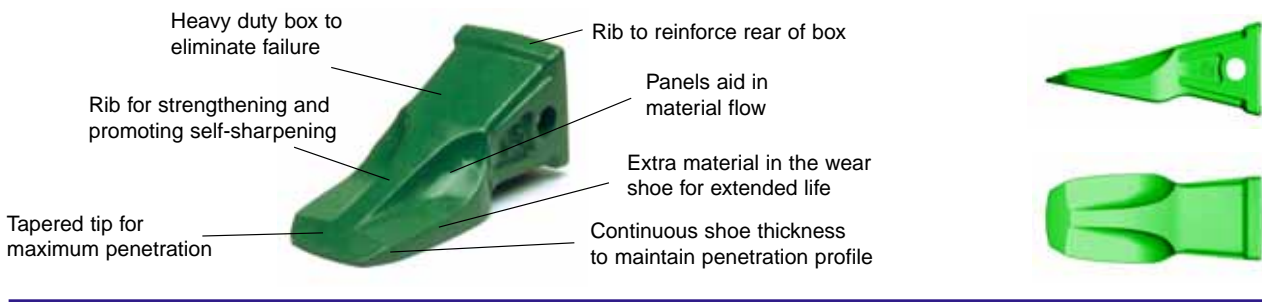 Heavy duty box to
eliminate failure
Rib to reinforce rear of box
Panels aid in
material flow
Rib for strengthening and
promoting self-sharpening
Extra material in the wear
shoe for extended life
Tapered tip for
maximum penetration
Continuous shoe thickness
to maintain penetration profile